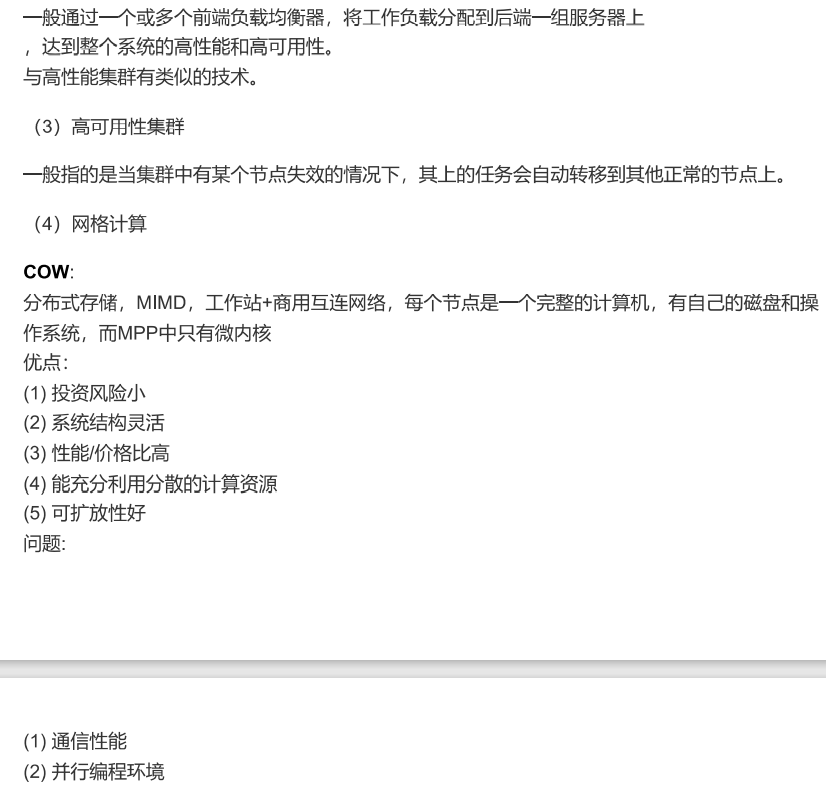 一般通过一个或多个前端负载均衡器，将工作负载分配到后端一组服务器上
，达到整个系统的高性能和高可用性。
与高性能集群有类似的技术。
（3）高可用性集群
一般指的是当集群中有某个节点失效的情况下，其上的任务会自动转移到其他正常的节点上。
（4）网格计算
COW:
分布式存储，MIMD，工作站+商用互连网络，每个节点是一个完整的计算机，有自己的磁盘和操
作系统，而MPP中只有微内核
优点：
(1) 投资风险小
(2) 系统结构灵活
(3) 性能/价格比高
(4) 能充分利用分散的计算资源
(5) 可扩放性好
问题:
(1) 通信性能
(2) 并行编程环境